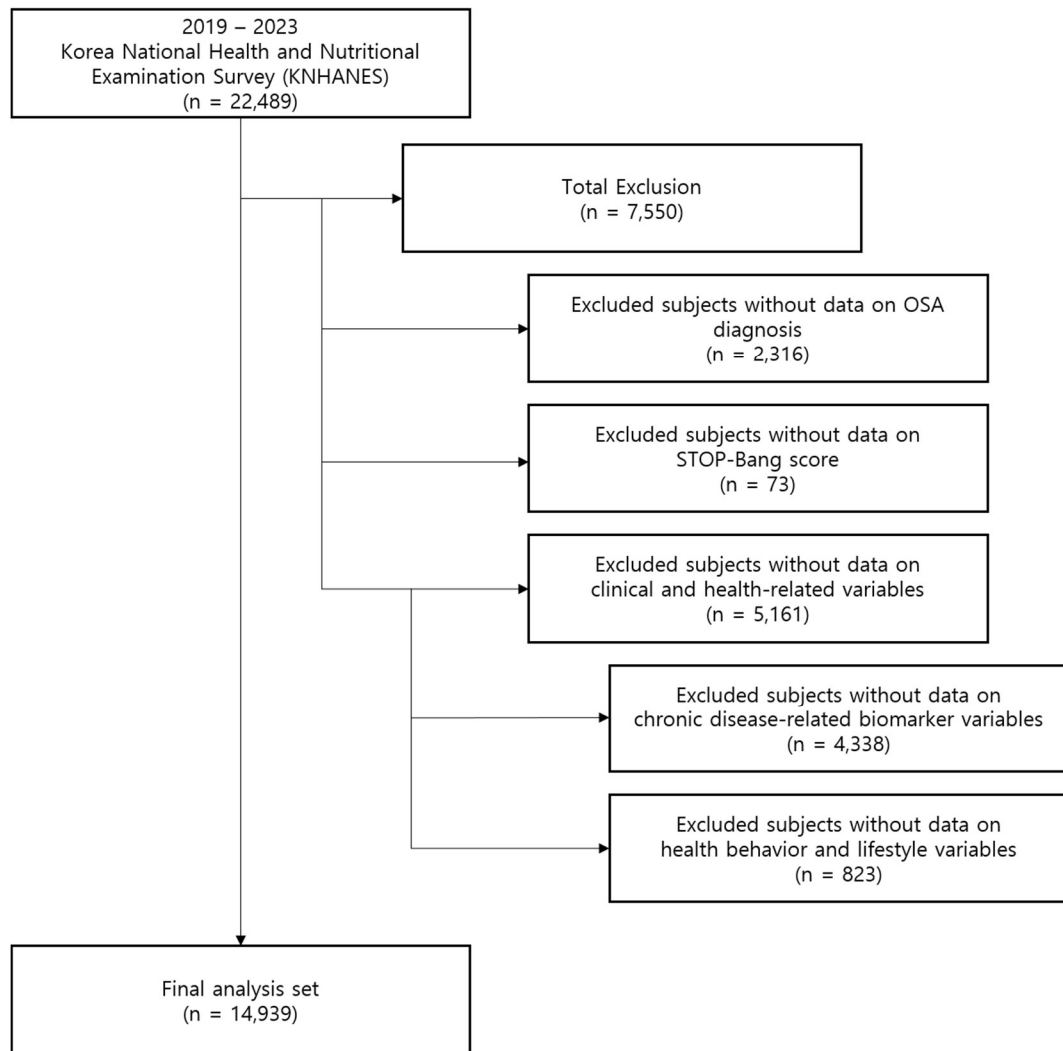 2019 – 2023
Korea National Health and Nutritional
Examination Survey (KNHANES)
(n = 22,489)
Total Exclusion
(n = 7,550)
Excluded subjects without data on OSA
diagnosis
(n = 2,316)
Excluded subjects without data on
STOP-Bang score
(n = 73)
Excluded subjects without data on
clinical and health-related variables
(n = 5,161)
Excluded subjects without data on
chronic disease-related biomarker variables
(n = 4,338)
Excluded subjects without data on
health behavior and lifestyle variables
(n = 823)
Final analysis set
(n = 14,939)